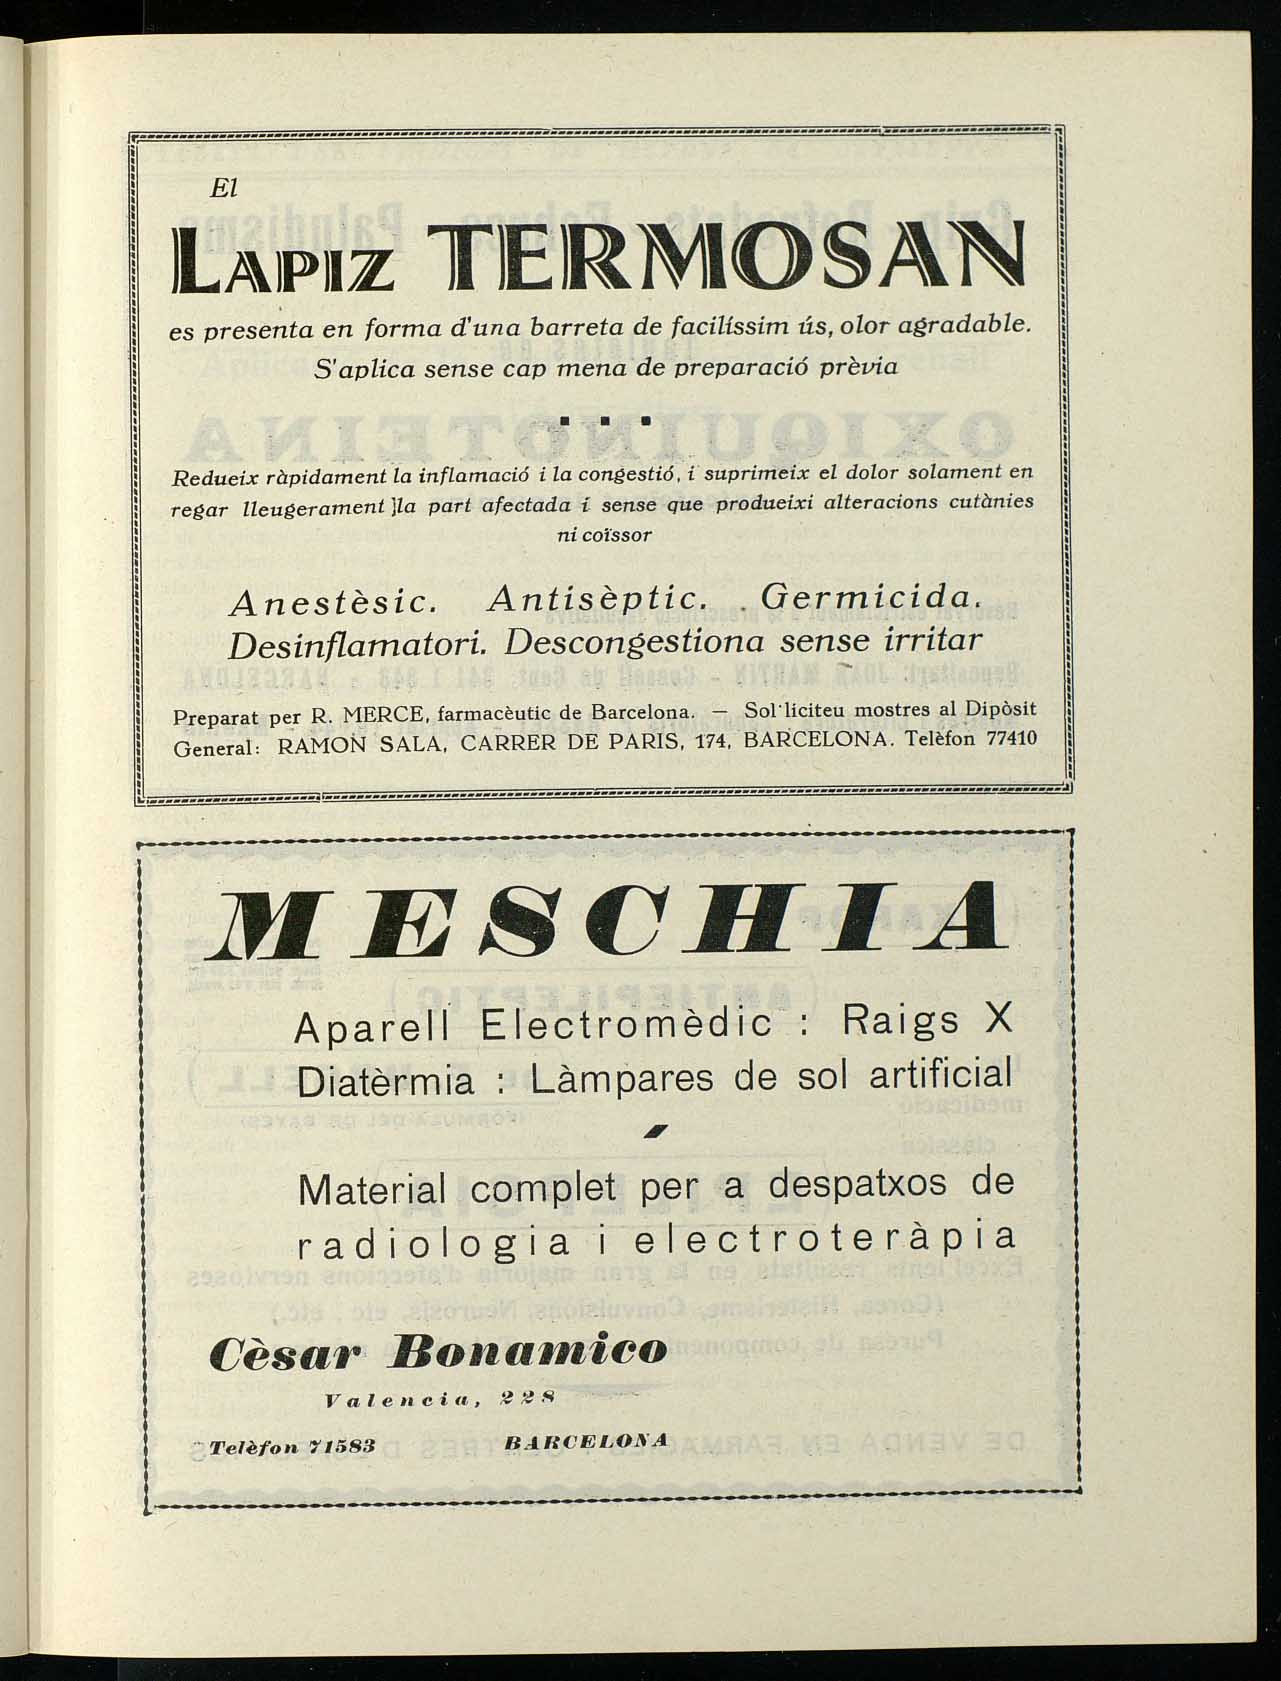 El
LAPIZ TERMOSAN
es presenta en forma d'una barreta de facilíssim ús, olor agradable.
S'aplica sense cap mena de preparació prèvia
Redueix ràpidament la inflamació i la congestió, i suprimeix el dolor solament en
regar lleugerament la part afectada i sense que produeixi alteracions cutànies
ni coïssor
Anestèsic. Antisèptic. Germicida.
Desinflamatori. Descongestiona sense irritar
Preparat per R. MERCE, farmacèutic de Barcelona. — Sol·liciteu mostres al Dipòsit
General: RAMON SALA, CARRER DE PARIS, 174, BARCELONA. Telèfon 77410
MESCHIA
Aparell Electromèdic : Raigs X
Diatèrmia : Làmpares de sol artificial
Material complet per a despatxos de
radiologia i electroteràpia
Cèsar Bonamico
Valencia, 228
Telèfon 71583 BARCELONA